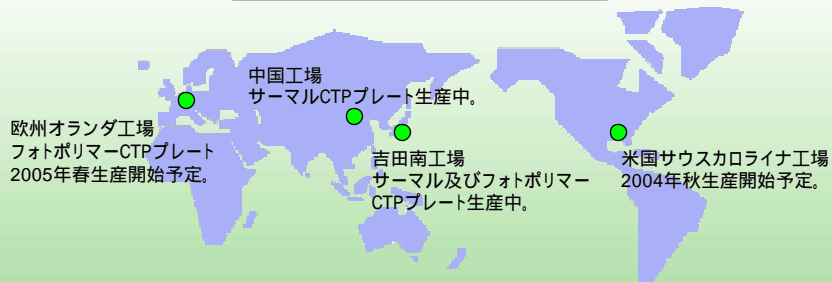 中国工場
サーマルCTPプレート生産中。
欧州オランダ工場
フォトポリマーCTPプレート
2005年春生産開始予定。
吉田南工場
サーマル及びフォトポリマー
CTPプレート生産中。
米国サウスカロライナ工場
2004年秋生産開始予定。